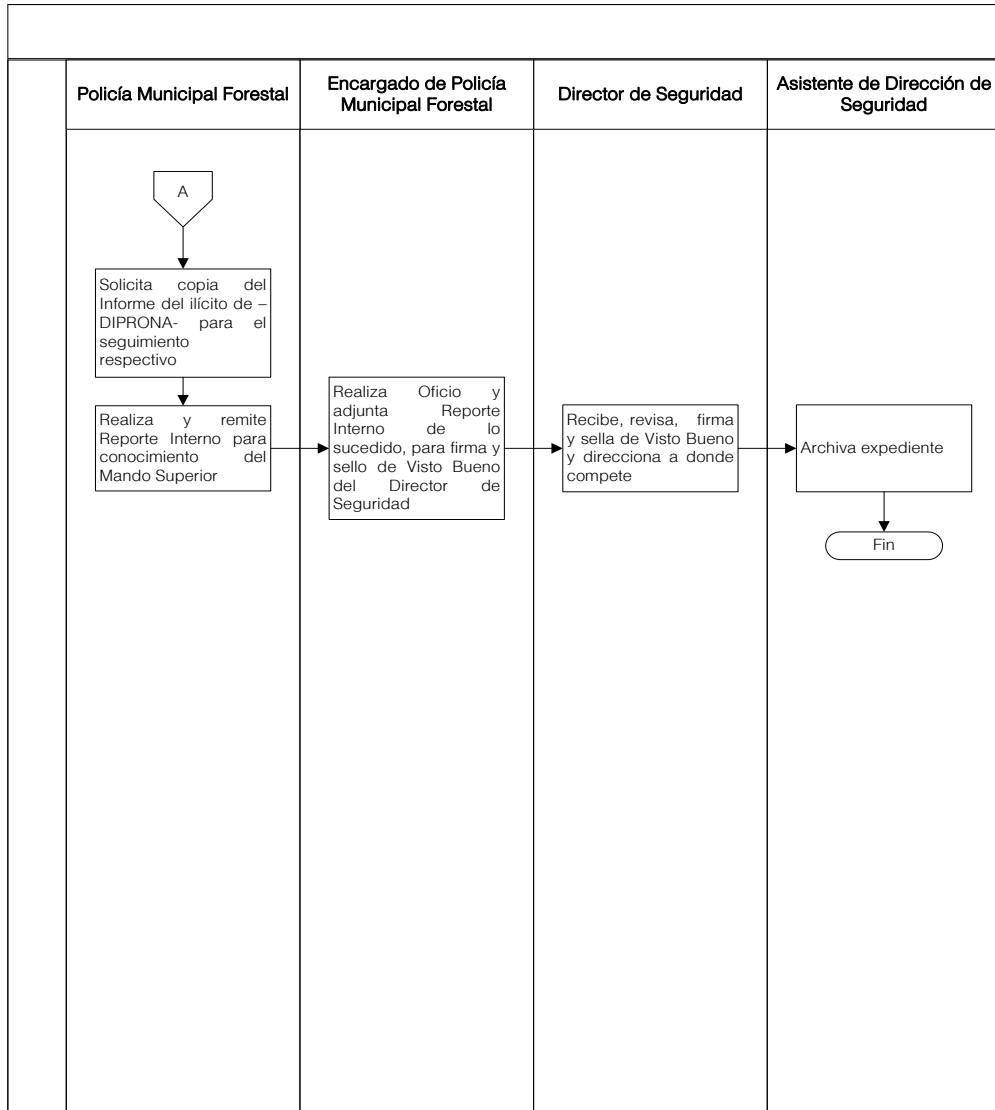 Policía Municipal Forestal
Encargado de Policía
Municipal Forestal
Director de Seguridad
Asistente de Dirección de
Seguridad
A
Solicita copia del
Informe del ilícito de –
DIPRONA- para el
seguimiento
respectivo
Realiza y remite
Reporte Interno para
conocimiento del
Mando Superior
Realiza Oficio y
adjunta Reporte
Interno de lo
sucedido, para firma y
sello de Visto Bueno
del Director de
Seguridad
Recibe, revisa, firma
y sella de Visto Bueno
y direcciona a donde
compete
Archiva expediente
Fin